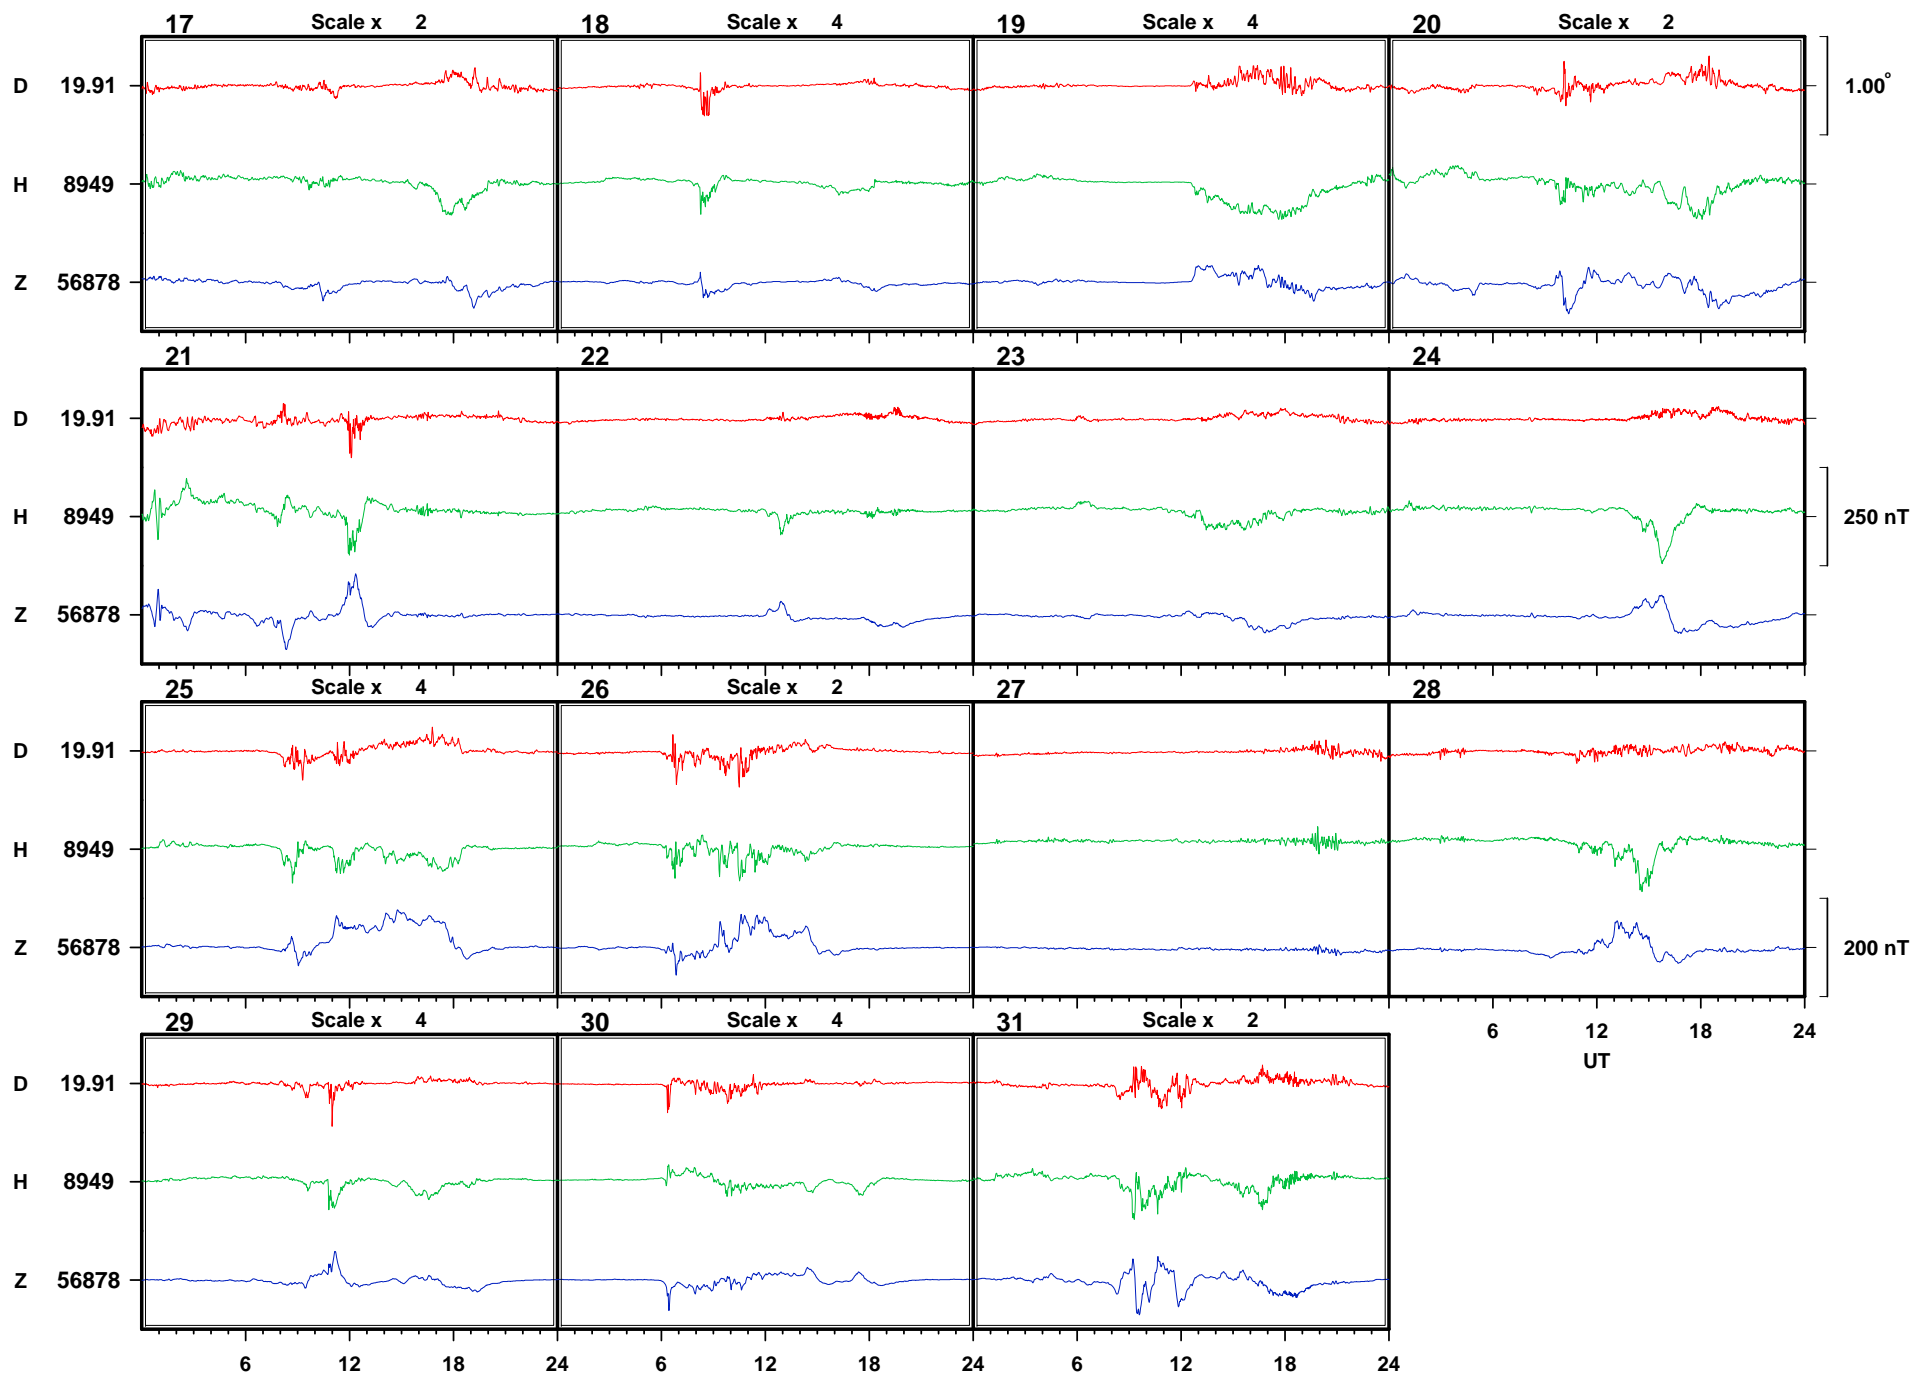 17 Scale x 2 18 Scale x 4 19 Scale x 4 20 Scale x 2
D 19.91 1.00°
H 8949
Z 56878
21 22 23 24
D 19.91
H 8949 250 nT
Z 56878
25 Scale x 4 26 Scale x 2 27 28
D 19.91
H 8949
Z 56878 200 nT
29 Scale x 4 30 Scale x 4 31 Scale x 2 6 12 18 24
UT
D 19.91
H 8949
Z 56878
6 12 18 24 6 12 18 24 6 12 18 24